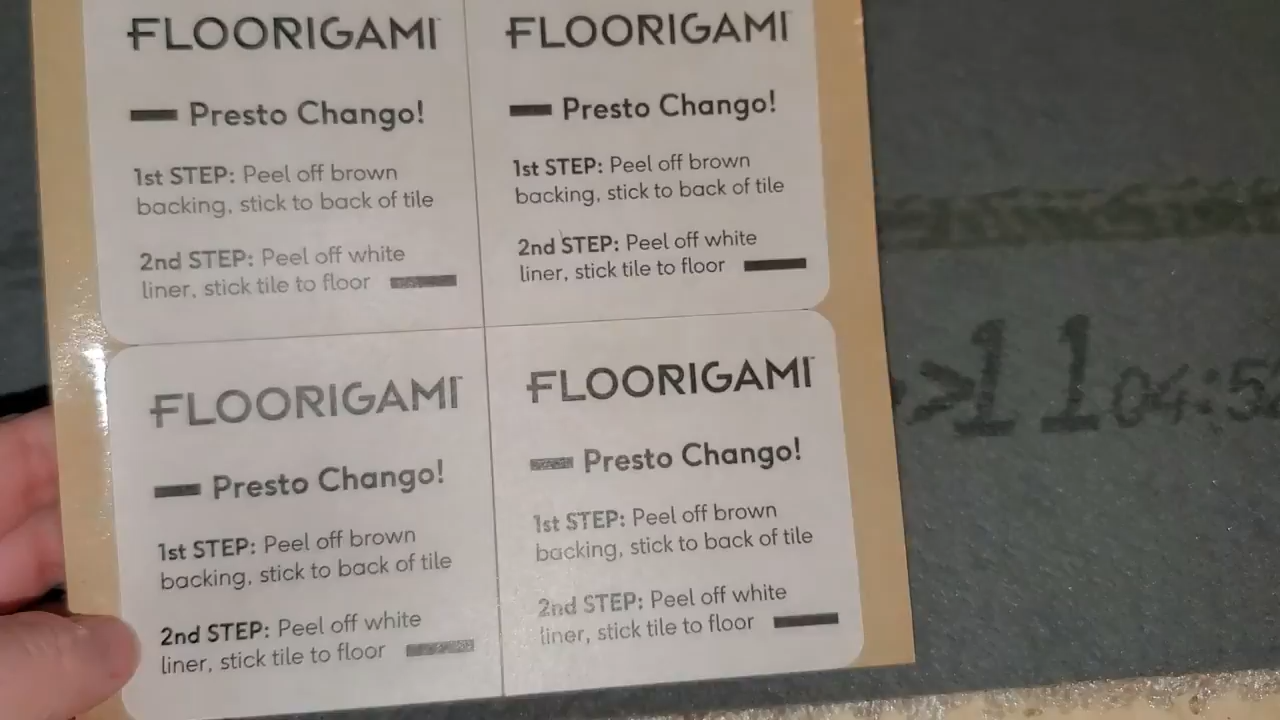 FLOORIGAMI™
Presto Chango!
1st STEP: Peel off brown
backing, stick to back of tile
2nd STEP: Peel off white
liner, stick tile to floor
FLOORIGAMI™
Presto Chango!
1st STEP: Peel off brown
backing, stick to back of tile
2nd STEP: Peel off white
liner, stick tile to floor
FLOORIGAMI™
Presto Chango!
1st STEP: Peel off brown
backing, stick to back of tile
2nd STEP: Peel off white
liner, stick tile to floor
FLOORIGAMI™
Presto Chango!
1st STEP: Peel off brown
backing, stick to back of tile
2nd STEP: Peel off white
liner, stick tile to floor
>11 04:5